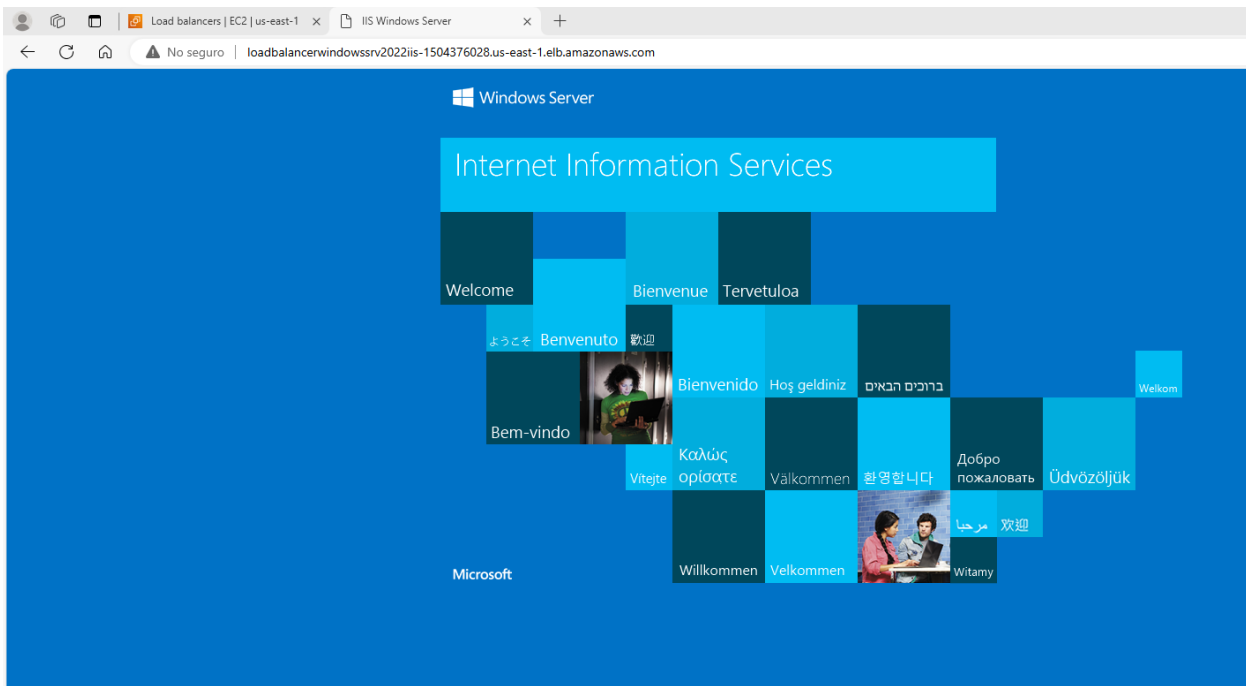 Load balancers | EC2 | us-east-1
IIS Windows Server
No seguro
loadbalancerwindowssrv2022iis-1504376028.us-east-1.elb.amazonaws.com
Windows Server
Internet Information Services
Welcome
Bienvenue
Tervetuloa
ようこそ
Benvenuto
歡迎
Bienvenido
Hoş geldiniz
ברוכים הבאים
Welkom
Bem-vindo
Vítejte
Καλώς
ορίσατε
Välkommen
환영합니다
Добро
пожаловать
Üdvözöljük
مرحبا
欢迎
Willkommen
Velkommen
Witamy
Microsoft